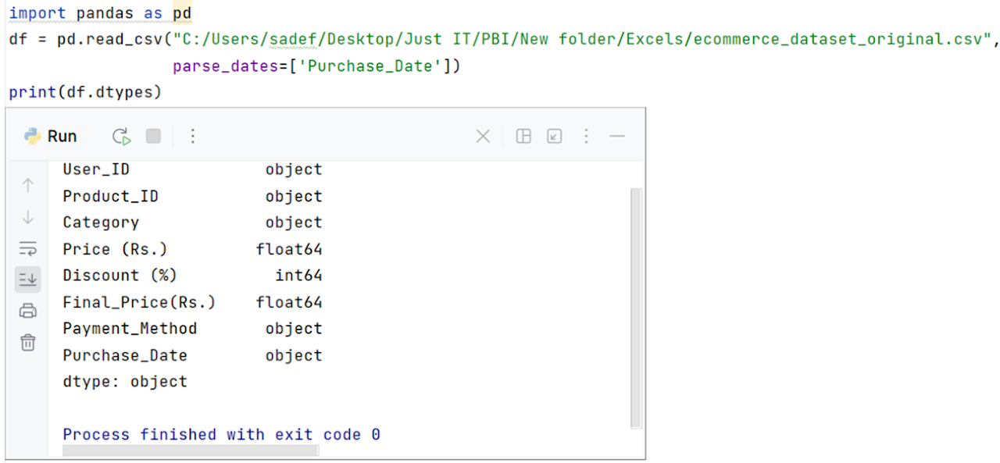 import pandas as pd
df = pd.read_csv("C:/Users/sadef/Desktop/Just IT/PBI/New folder/Excels/ecommerce_dataset_original.csv",
parse_dates=['Purchase_Date'])
print(df.dtypes)
Run
User_ID object
Product_ID object
Category object
Price (Rs.) float64
Discount (%) int64
Final_Price(Rs.) float64
Payment_Method object
Purchase_Date object
dtype: object
Process finished with exit code 0